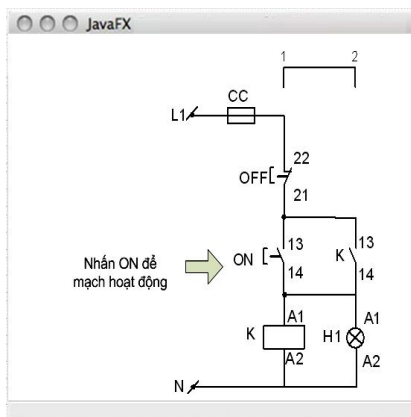 JavaFX
1 2
CC
L1
22
OFF
21
13 13
ON K
14 14
Nhấn ON để
mạch hoạt động
A1 A1
K H1
A2 A2
N